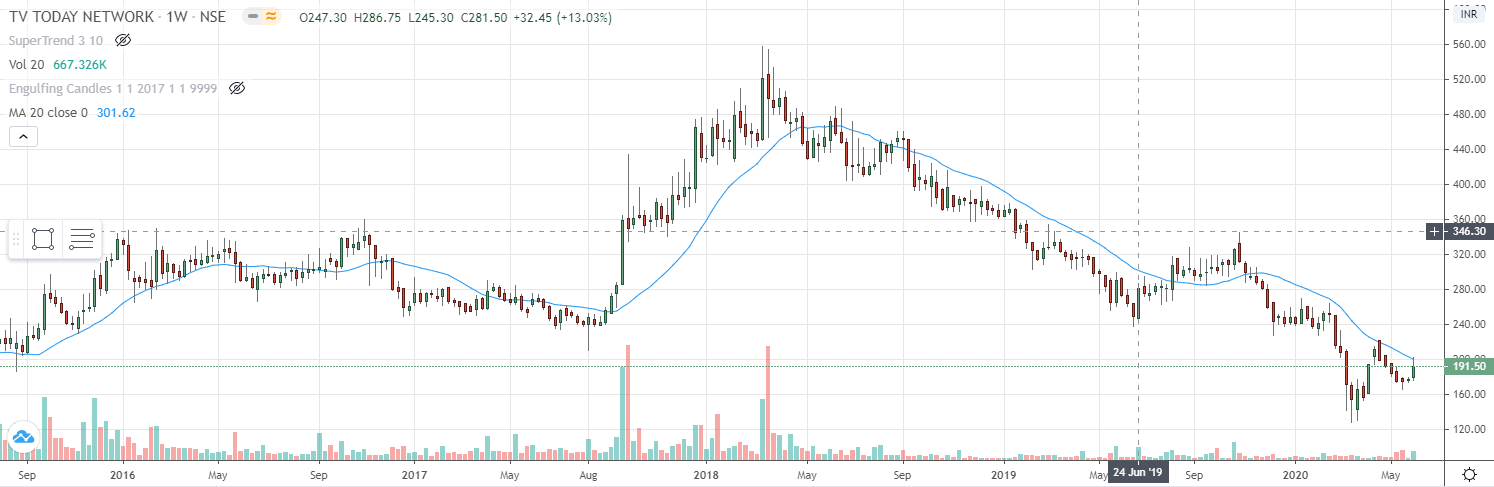 TV TODAY NETWORK · 1W · NSE O247.30 H286.75 L245.30 C281.50 +32.45 (+13.03%)
INR
SuperTrend 3 10
Vol 20 667.326K
Engulfing Candles 1 1 2017 1 1 9999
MA 20 close 0 301.62
560.00
520.00
480.00
440.00
400.00
360.00
346.30
320.00
280.00
240.00
200.00
191.50
160.00
120.00
Sep 2016 May Sep 2017 May Aug 2018 May Sep 2019 May 24 Jun '19 Sep 2020 May